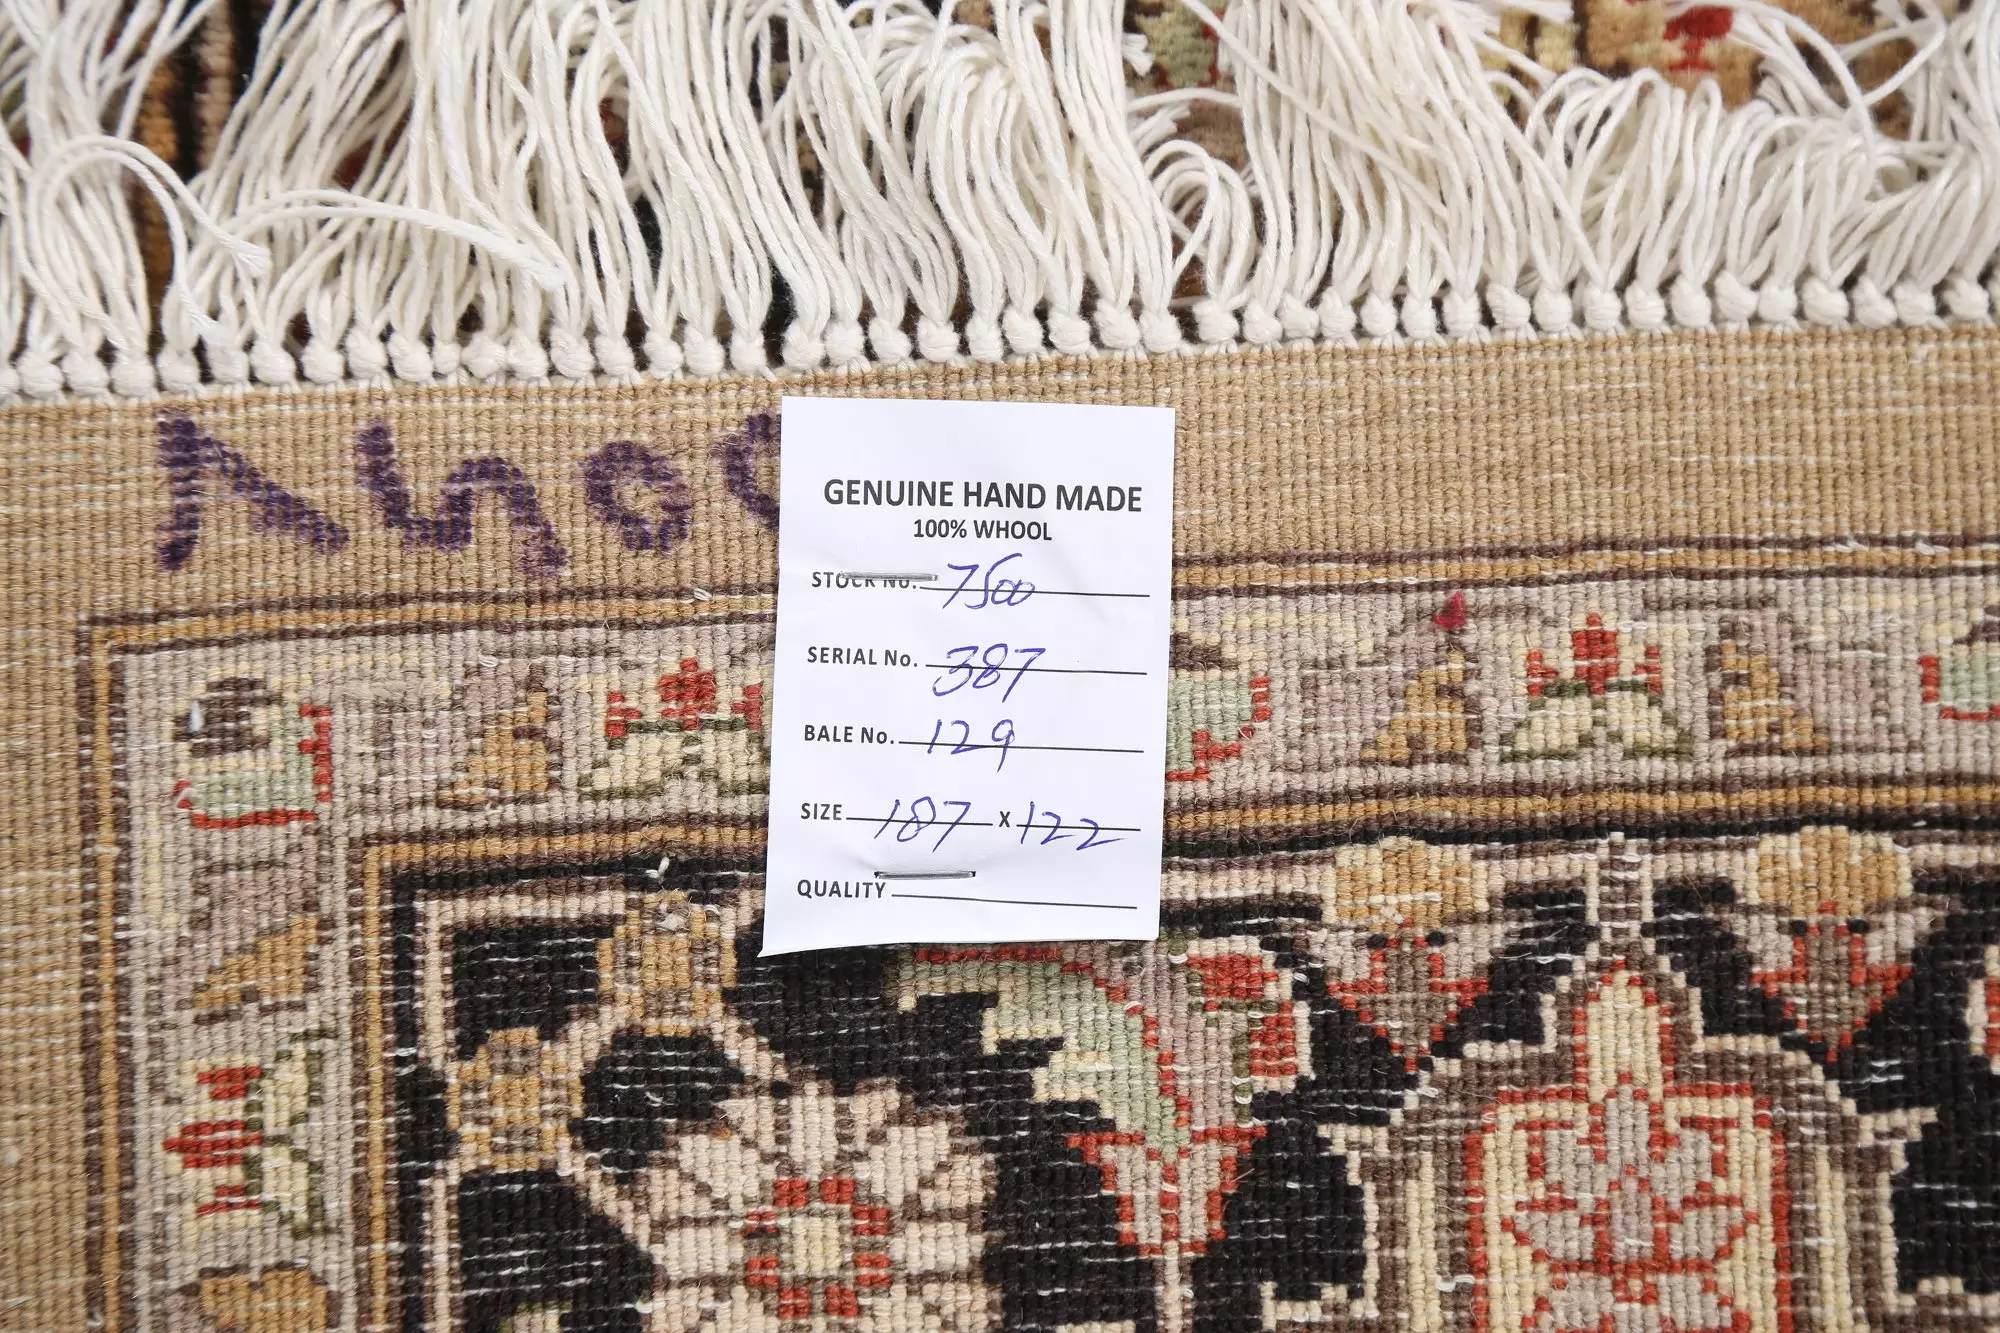 GENUINE HAND MADE
100% WHOOL
STOCK NO. 7500
SERIAL No. 387
BALE No. 129
SIZE 187 x 122
QUALITY